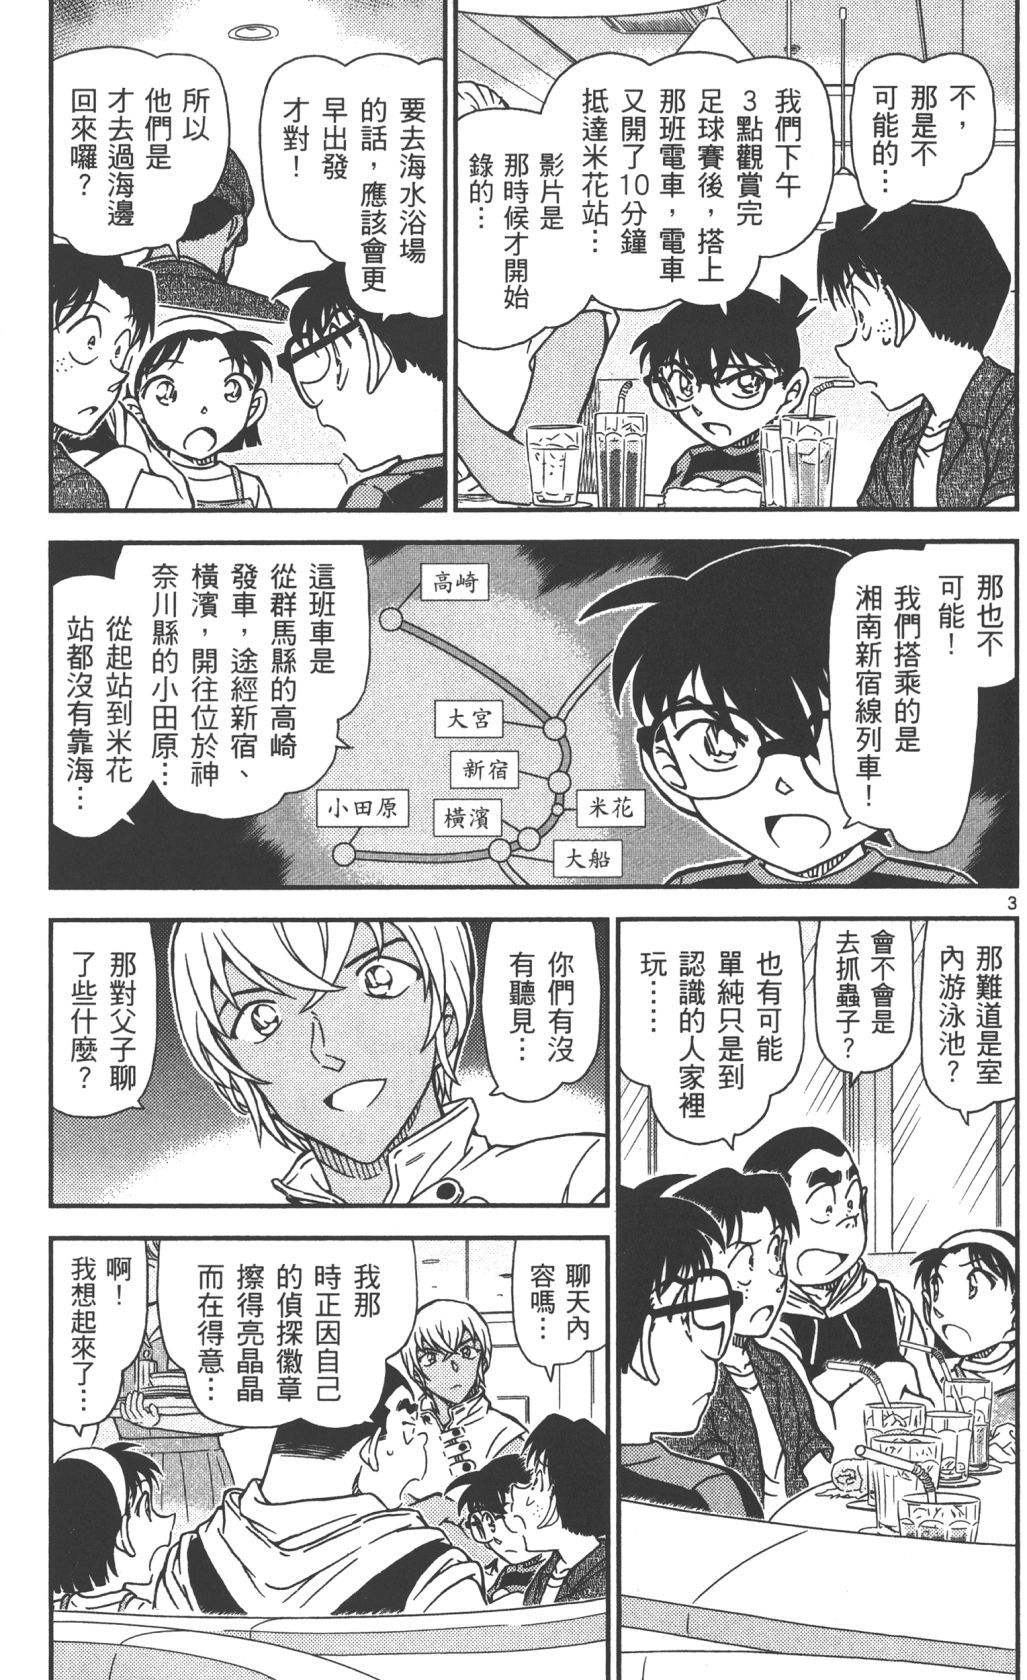 不，
那是不
可能的…
我們下午
3點觀賞完
足球賽後，搭上
那班電車，電車
又開了10分鐘
抵達米花站…
影片是
那時候才開始
錄的…
要去海水浴場
的話，應該會更
早出發
才對！
所以
他們是
才去過海邊
回來囉？
那也不
可能！
我們搭乘的是
湘南新宿線列車！
高崎
大宮
新宿
米花
橫濱
大船
小田原
這班車是
從群馬縣的高崎
發車，途經新宿、
橫濱，開往位於神
奈川縣的小田原…
從起站到米花
站都沒有靠海…
3
那難道是室
內游泳池？
會不會是
去抓蟲子？
也有可能
單純只是到
認識的人家裡
玩……
你們有沒
有聽見…
那對父子聊
了些什麼？
聊天內
容嗎…
我那
時正因自己
的偵探徽章
擦得亮晶晶
而在得意…
啊！
我想起來了…